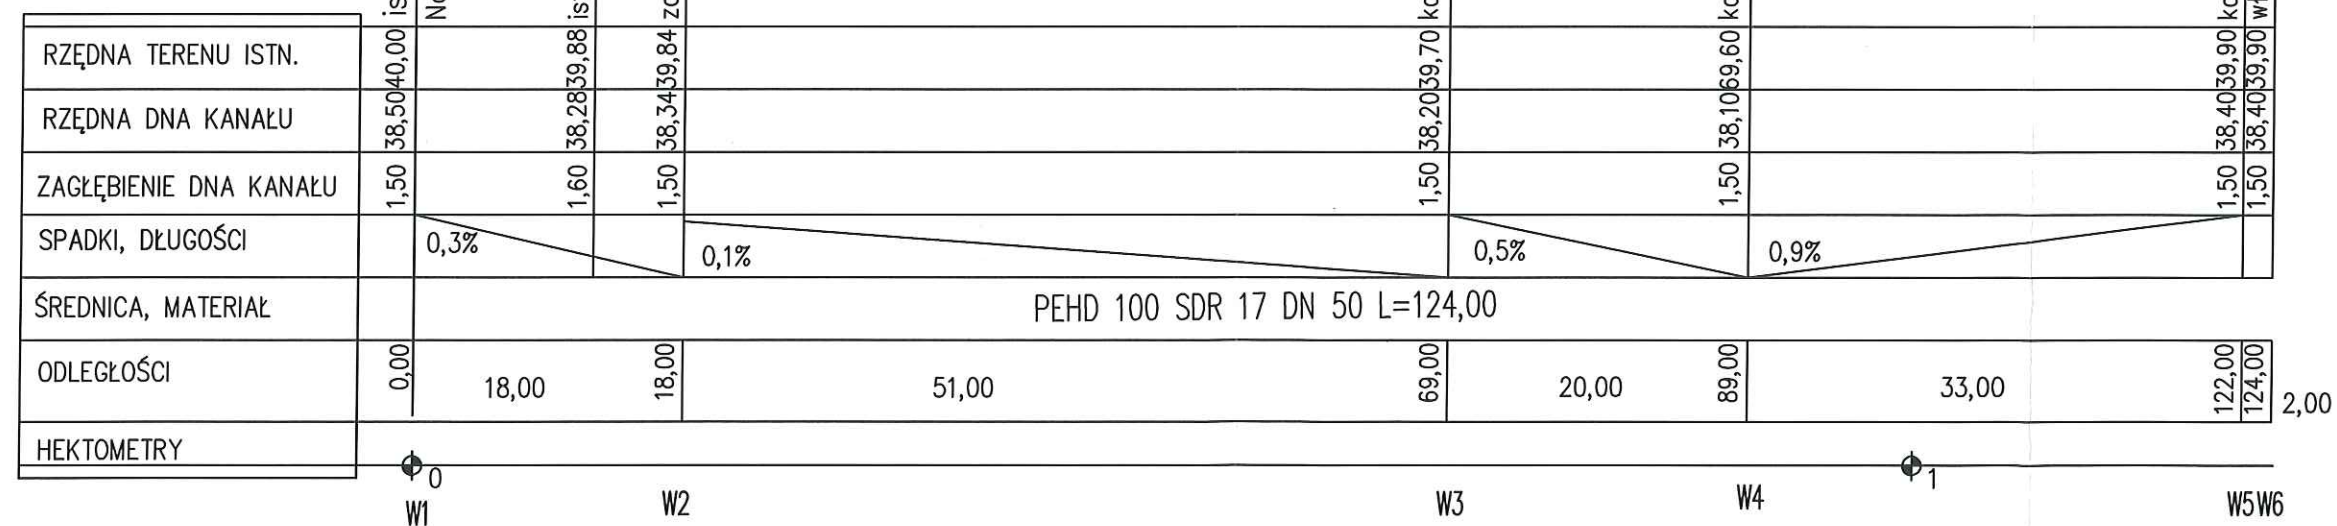 RZĘDNA TERENU ISTN. 40,00 39,88 39,84 39,70 69,60 39,90 39,90
RZĘDNA DNA KANAŁU 38,50 38,28 38,34 38,20 38,10 38,40 38,40
ZAGŁĘBIENIE DNA KANAŁU 1,50 1,60 1,50 1,50 1,50 1,50 1,50
SPADKI, DŁUGOŚCI 0,3% 0,1% 0,5% 0,9%
ŚREDNICA, MATERIAŁ PEHD 100 SDR 17 DN 50 L=124,00
ODLEGŁOŚCI 0,00 18,00 18,00 51,00 69,00 20,00 89,00 33,00 122,00 124,00 2,00
HEKTOMETRY 0 1
W1 W2 W3 W4 W5 W6